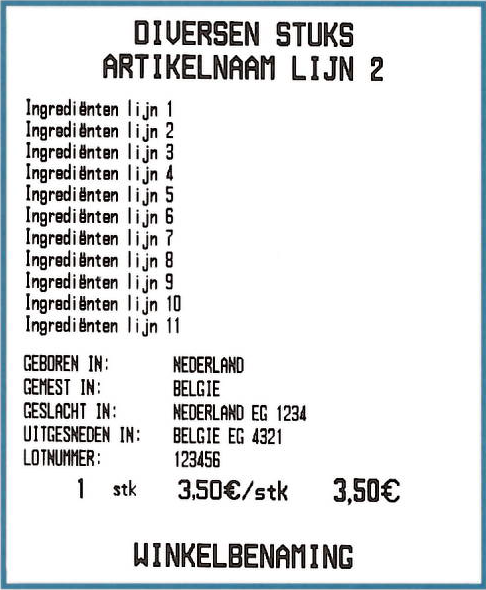 DIVERSEN STUKS
ARTIKELNAAM LIJN 2
Ingrediënten lijn 1
Ingrediënten lijn 2
Ingrediënten lijn 3
Ingrediënten lijn 4
Ingrediënten lijn 5
Ingrediënten lijn 6
Ingrediënten lijn 7
Ingrediënten lijn 8
Ingrediënten lijn 9
Ingrediënten lijn 10
Ingrediënten lijn 11
GEBOREN IN: NEDERLAND
GEMEST IN: BELGIE
GESLACHT IN: NEDERLAND EG 1234
UITGESNEDEN IN: BELGIE EG 4321
LOTNUMMER: 123456
1 stk 3,50€/stk 3,50€
WINKELBENAMING